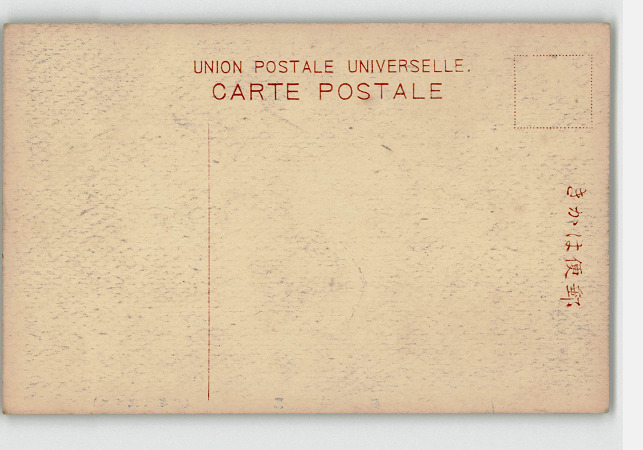 UNION POSTALE UNIVERSELLE.
CARTE POSTALE
きかは便郵